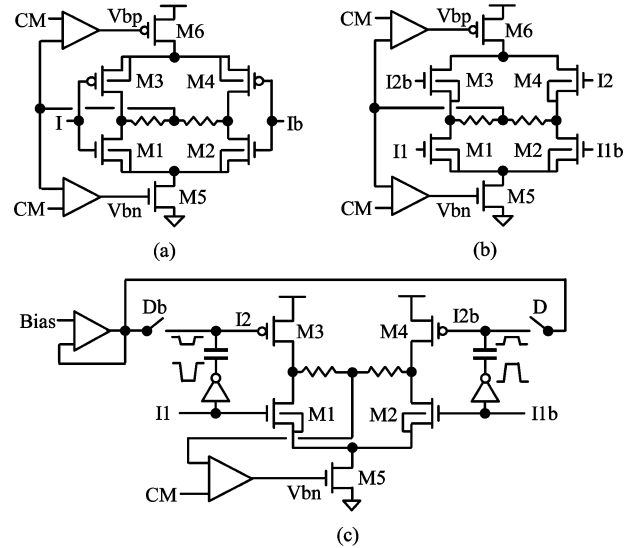 CM Vbp M6
M3 M4
I Ib
M1 M2
CM Vbn M5
(a)
CM Vbp M6
I2b M3 M4 I2
I1 M1 M2 I1b
CM Vbn M5
(b)
Bias Db I2 M3 M4 I2b D
I1 M1 M2 I1b
CM Vbn M5
(c)